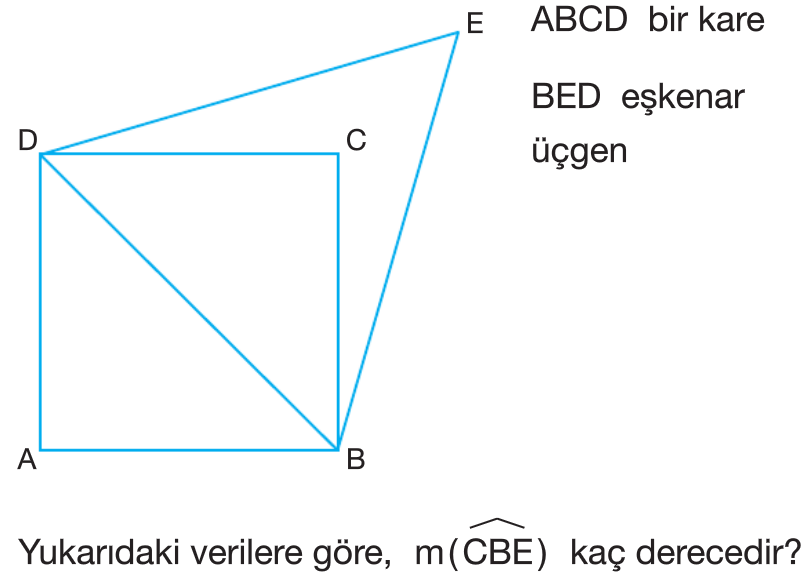 E
ABCD bir kare
BED eşkenar
üçgen
D
C
A
B
Yukarıdaki verilere göre, m(CBE) kaç derecedir?